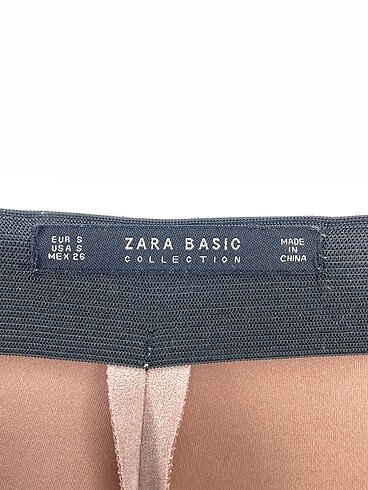 EUR S
USA S
MEX 26
ZARA BASIC
COLLECTION
MADE
IN
CHINA